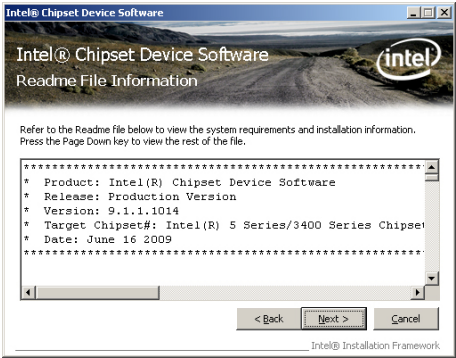 Intel® Chipset Device Software
Intel® Chipset Device Software
Readme File Information
intel
Refer to the Readme file below to view the system requirements and installation information.
Press the Page Down key to view the rest of the file.
********************************************************
* Product: Intel(R) Chipset Device Software
* Release: Production Version
* Version: 9.1.1.1014
* Target Chipset#: Intel(R) 5 Series/3400 Series Chipset
* Date: June 16 2009
********************************************************
< Back Next > Cancel
Intel® Installation Framework